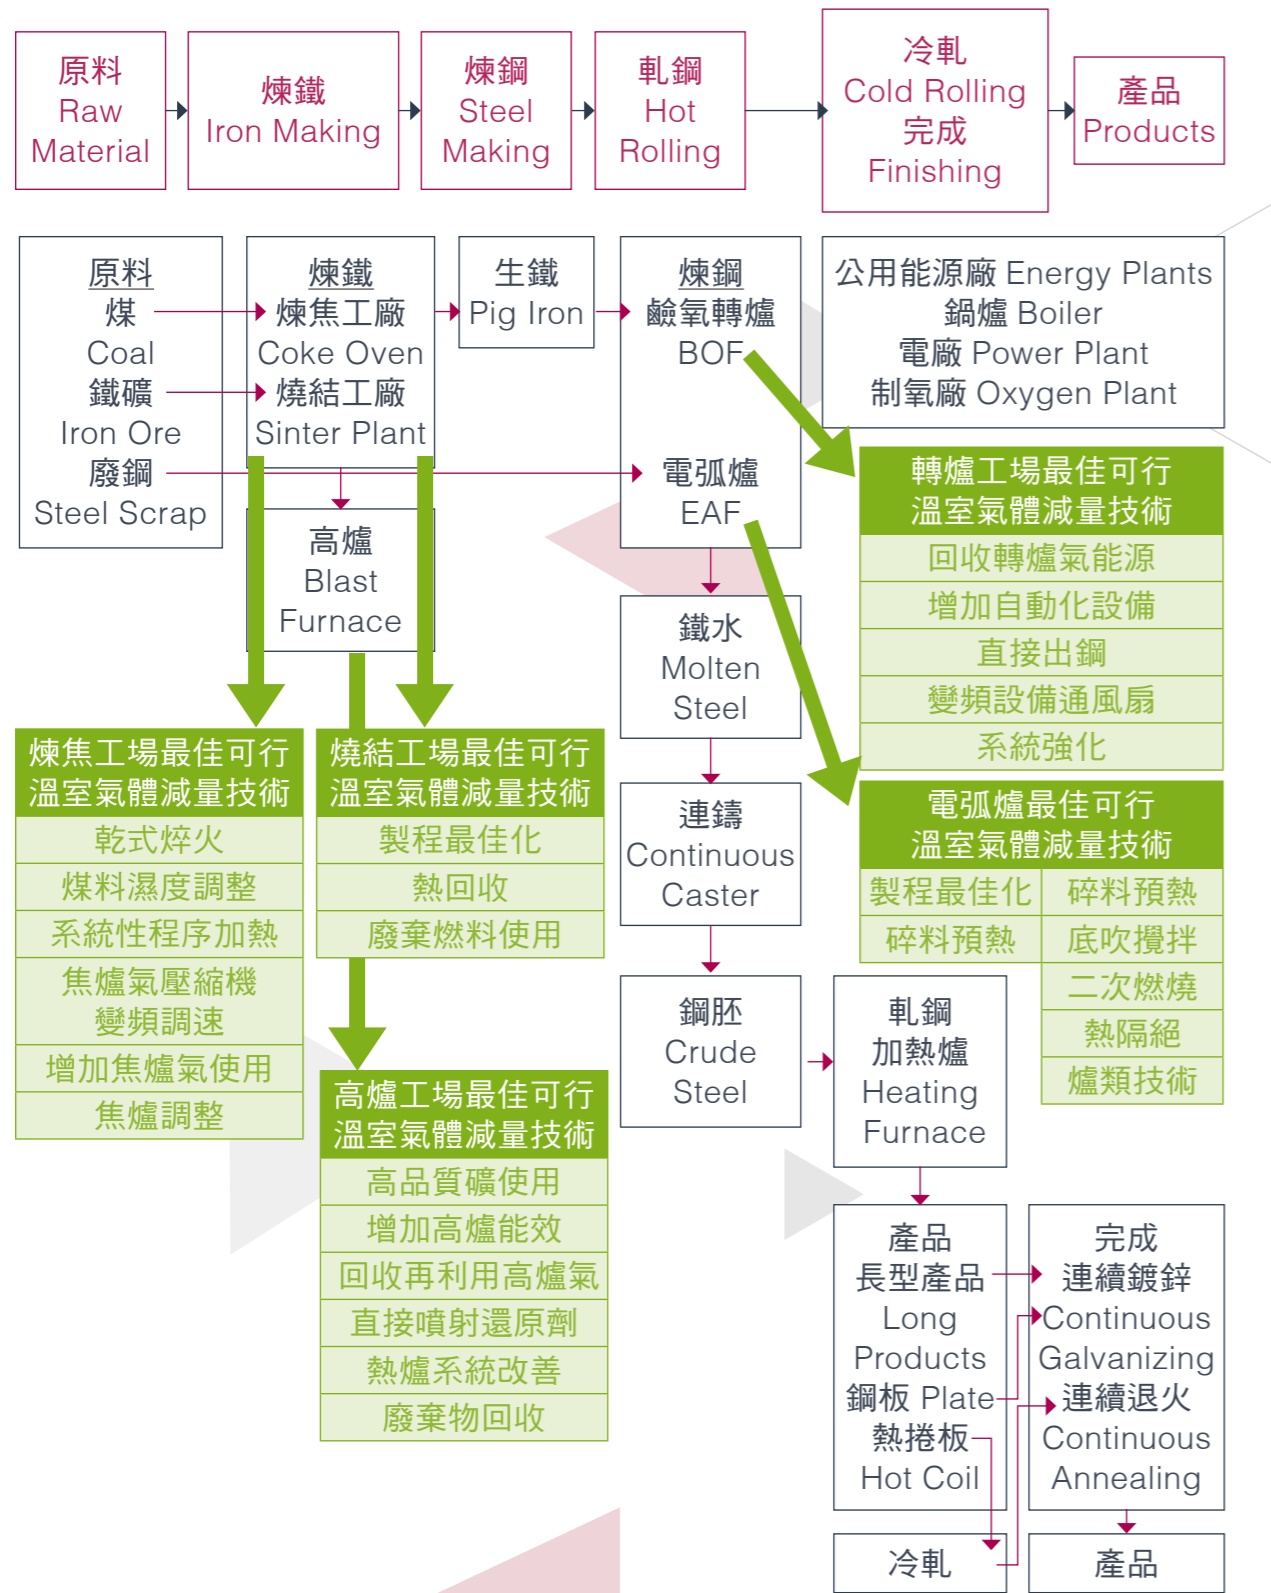 原料
Raw
Material
煉鐵
Iron Making
煉鋼
Steel
Making
軋鋼
Hot
Rolling
冷軋
Cold Rolling
完成
Finishing
產品
Products
原料
煤
Coal
鐵礦
Iron Ore
廢鋼
Steel Scrap
煉鐵
煉焦工廠
Coke Oven
燒結工廠
Sinter Plant
生鐵
Pig Iron
煉鋼
鹼氧轉爐
BOF
電弧爐
EAF
公用能源廠 Energy Plants
鍋爐 Boiler
電廠 Power Plant
制氧廠 Oxygen Plant
高爐
Blast
Furnace
轉爐工場最佳可行
溫室氣體減量技術
回收轉爐氣能源
增加自動化設備
直接出鋼
變頻設備通風扇
系統強化
鐵水
Molten
Steel
煉焦工場最佳可行
溫室氣體減量技術
乾式焠火
煤料濕度調整
系統性程序加熱
焦爐氣壓縮機
變頻調速
增加焦爐氣使用
焦爐調整
燒結工場最佳可行
溫室氣體減量技術
製程最佳化
熱回收
廢棄燃料使用
連鑄
Continuous
Caster
電弧爐最佳可行
溫室氣體減量技術
製程最佳化
碎料預熱
碎料預熱
底吹攪拌
二次燃燒
熱隔絕
爐類技術
鋼胚
Crude
Steel
軋鋼
加熱爐
Heating
Furnace
高爐工場最佳可行
溫室氣體減量技術
高品質礦使用
增加高爐能效
回收再利用高爐氣
直接噴射還原劑
熱爐系統改善
廢棄物回收
產品
長型產品
Long
Products
鋼板 Plate
熱捲板
Hot Coil
完成
連續鍍鋅
Continuous
Galvanizing
連續退火
Continuous
Annealing
冷軋
產品